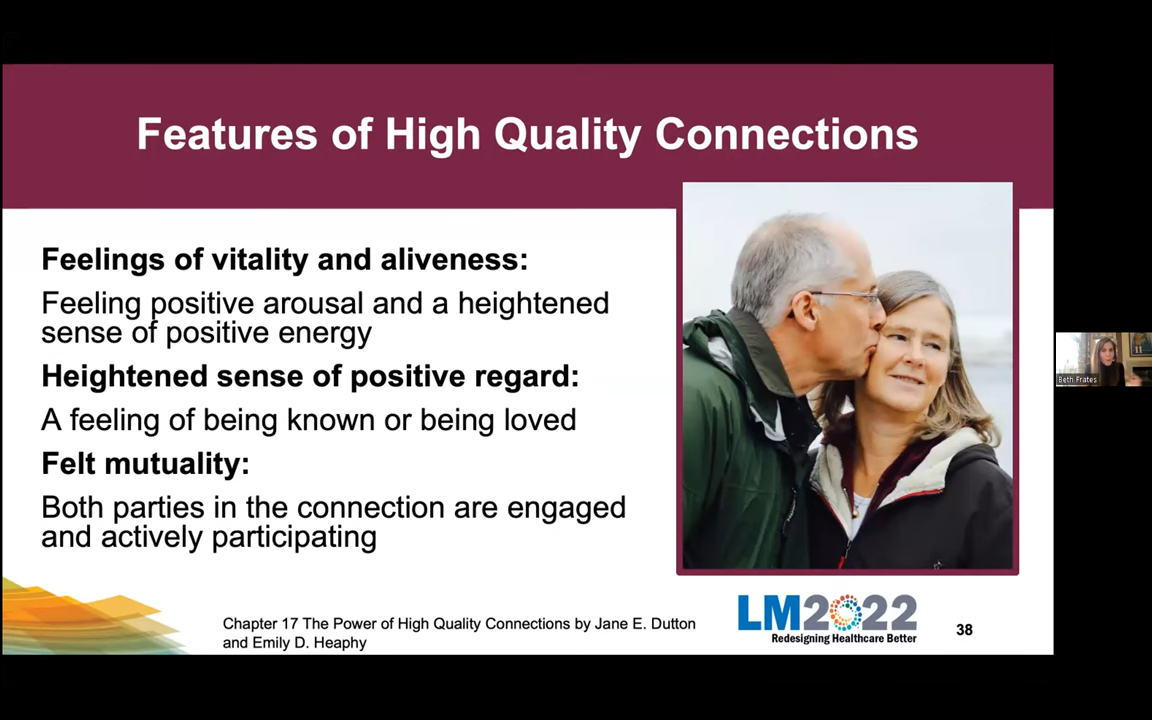 Features of High Quality Connections
Feelings of vitality and aliveness:
Feeling positive arousal and a heightened
sense of positive energy
Heightened sense of positive regard:
A feeling of being known or being loved
Felt mutuality:
Both parties in the connection are engaged
and actively participating
Chapter 17 The Power of High Quality Connections by Jane E. Dutton
and Emily D. Heaphy
LM2022
Redesigning Healthcare Better
38
Beth Frates